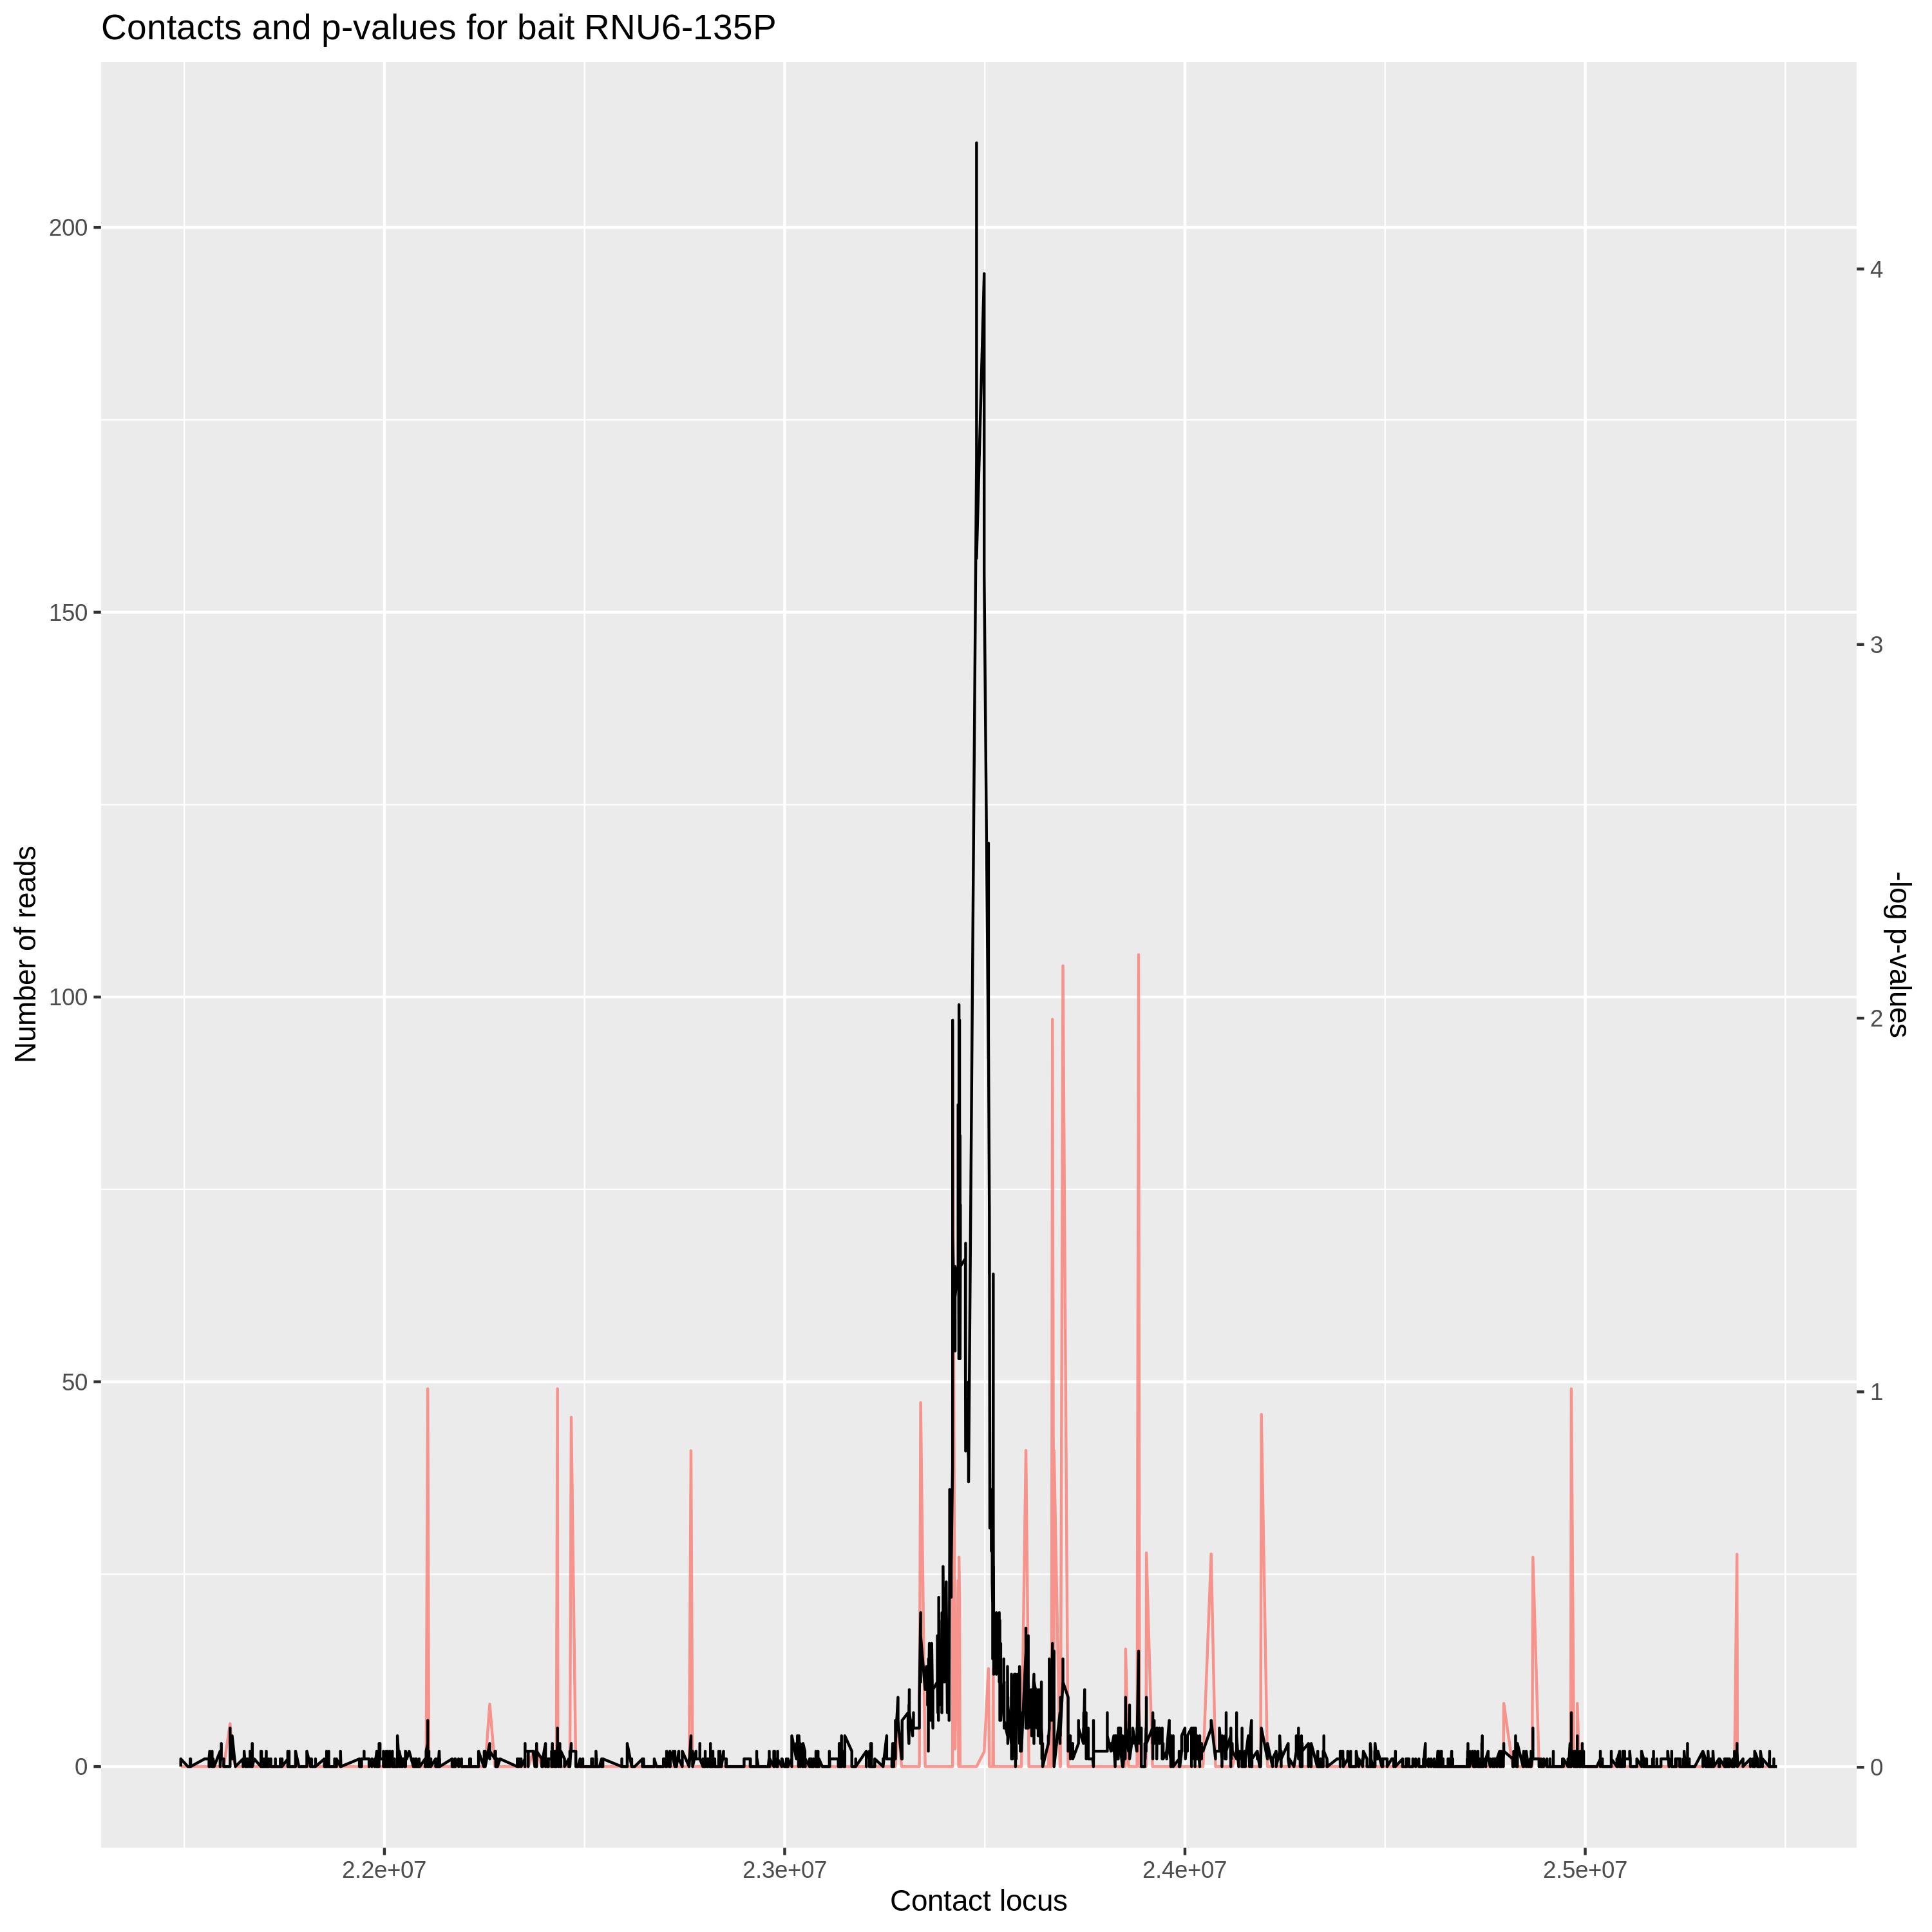 Contacts and p-values for bait RNU6-135P
200
150
100
50
0
Number of reads
4
3
2
1
0
-log p-values
2.2e+07
2.3e+07
2.4e+07
2.5e+07
Contact locus